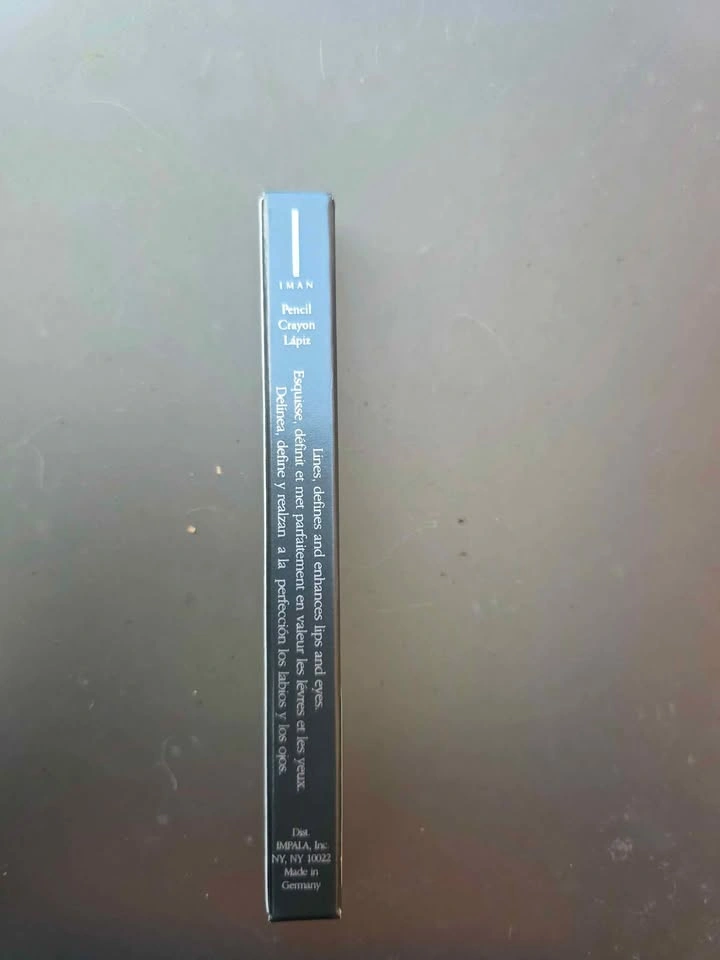 IMAN
Pencil
Crayon
Lápiz
Lines, defines and enhances lips and eyes.
Esquisse, définit et met parfaitement en valeur les lévres et les yeux.
Delínea, define y realzan a la perfección los labios y los ojos.
Dist.
IMPALA, Inc.
NY, NY 10022
Made in
Germany